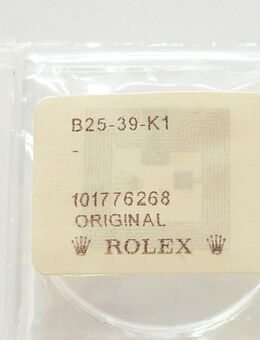 B25-39-K1
-
101776268
ORIGINAL
ROLEX